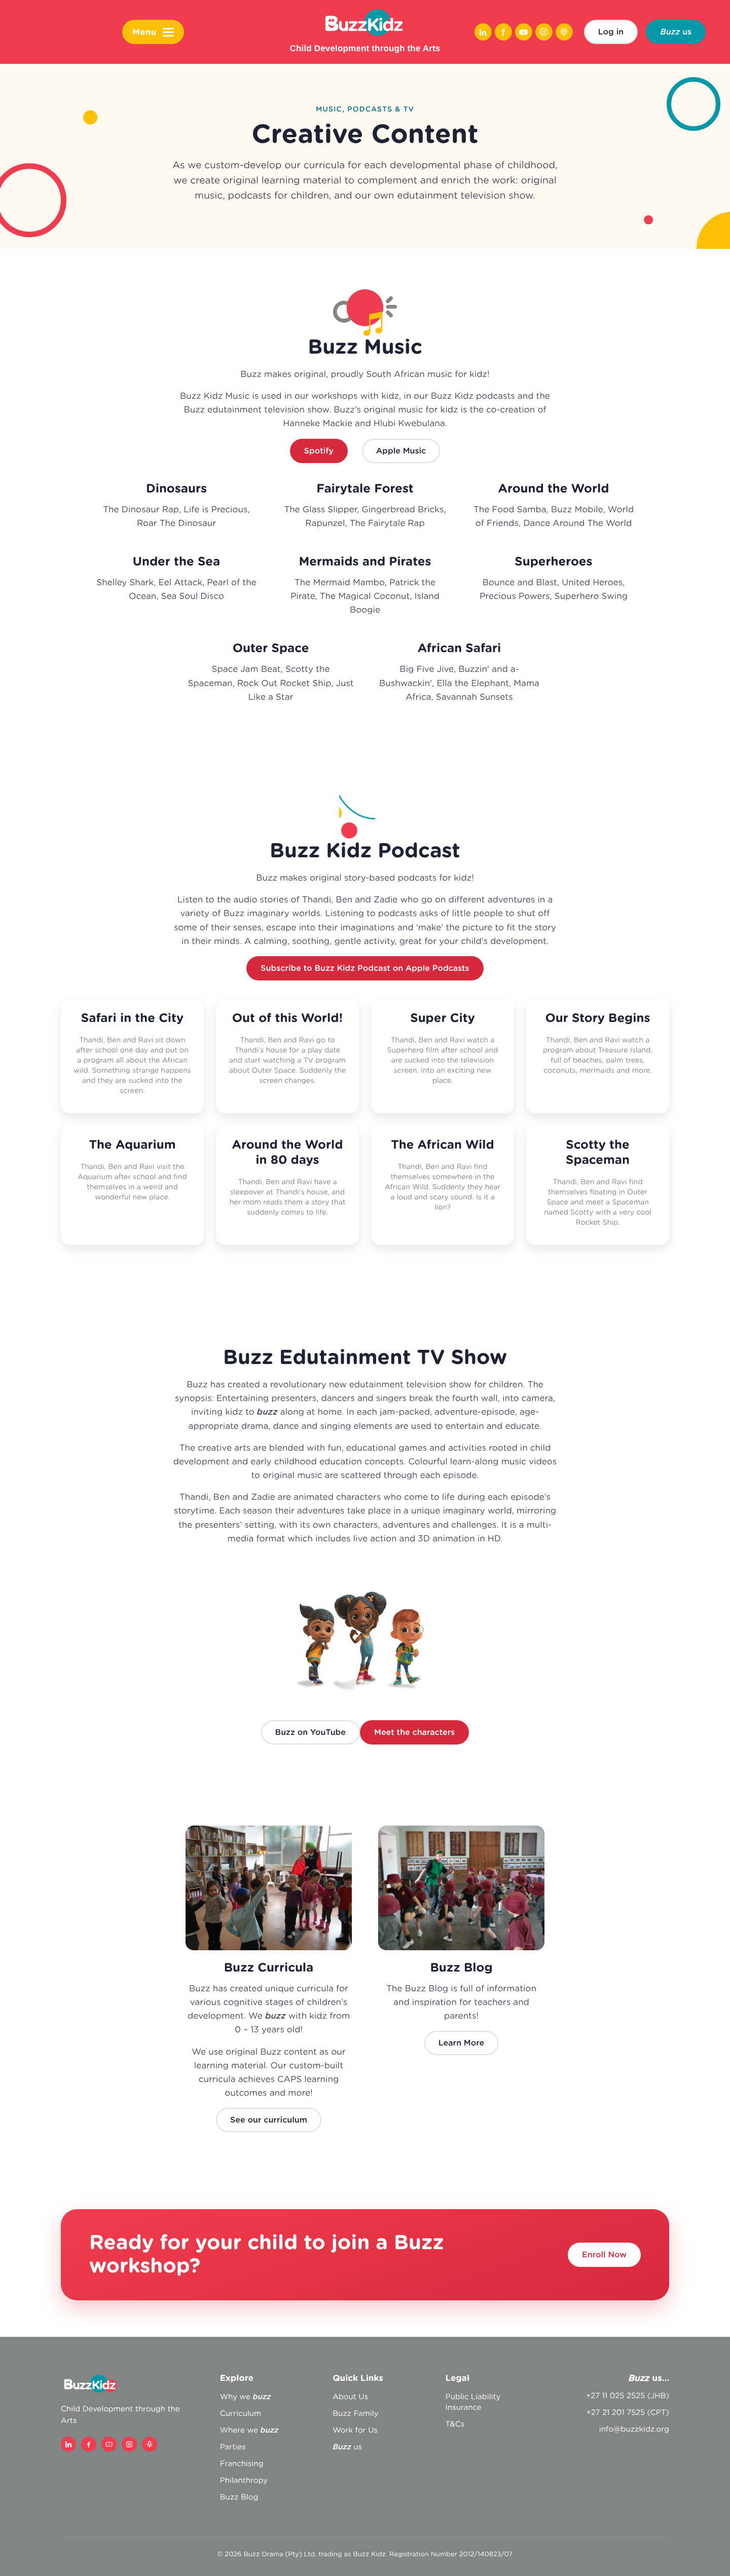 Menu
BuzzKidz
Child Development through the Arts
Log in
Buzz us
MUSIC, PODCASTS & TV
Creative Content
As we custom-develop our curricula for each developmental phase of childhood,
we create original learning material to complement and enrich the work: original
music, podcasts for children, and our own edutainment television show.
Buzz Music
Buzz makes original, proudly South African music for kidz!
Buzz Kidz Music is used in our workshops with kidz, in our Buzz Kidz podcasts and the
Buzz edutainment television show. Buzz's original music for kidz is the co-creation of
Hanneke Mackie and Hlubi Kwebulana.
Spotify
Apple Music
Dinosaurs
The Dinosaur Rap, Life is Precious,
Roar The Dinosaur
Fairytale Forest
The Glass Slipper, Gingerbread Bricks,
Rapunzel, The Fairytale Rap
Around the World
The Food Samba, Buzz Mobile, World
of Friends, Dance Around The World
Under the Sea
Shelley Shark, Eel Attack, Pearl of the
Ocean, Sea Soul Disco
Mermaids and Pirates
The Mermaid Mambo, Patrick the
Pirate, The Magical Coconut, Island
Boogie
Superheroes
Bounce and Blast, United Heroes,
Precious Powers, Superhero Swing
Outer Space
Space Jam Beat, Scotty the
Spaceman, Rock Out Rocket Ship, Just
Like a Star
African Safari
Big Five Jive, Buzzin' and a-
Bushwackin', Ella the Elephant, Mama
Africa, Savannah Sunsets
Buzz Kidz Podcast
Buzz makes original story-based podcasts for kidz!
Listen to the audio stories of Thandi, Ben and Zadie who go on different adventures in a
variety of Buzz imaginary worlds. Listening to podcasts asks of little people to shut off
some of their senses, escape into their imaginations and 'make' the picture to fit the story
in their minds. A calming, soothing, gentle activity, great for your child's development.
Subscribe to Buzz Kidz Podcast on Apple Podcasts
Safari in the City
Thandi, Ben and Ravi sit down
after school one day and put on
a program all about the African
wild. Something strange happens
and they are sucked into the
screen.
Out of this World!
Thandi, Ben and Ravi go to
Thandi's house for a play date
and start watching a TV program
about Outer Space. Suddenly the
screen changes.
Super City
Thandi, Ben and Ravi watch a
Superhero film after school and
are sucked into the television
screen, into an exciting new
place.
Our Story Begins
Thandi, Ben and Ravi watch a
program about Treasure Island,
full of beaches, palm trees,
coconuts, mermaids and more.
The Aquarium
Thandi, Ben and Ravi visit the
Aquarium after school and find
themselves in a weird and
wonderful new place.
Around the World
in 80 days
Thandi, Ben and Ravi have a
sleepover at Thandi's house, and
her mom reads them a story that
suddenly comes to life.
The African Wild
Thandi, Ben and Ravi find
themselves somewhere in the
African Wild. Suddenly they hear
a loud and scary sound. Is it a
lion?
Scotty the
Spaceman
Thandi, Ben and Ravi find
themselves floating in Outer
Space and meet a Spaceman
named Scotty with a very cool
Rocket Ship.
Buzz Edutainment TV Show
Buzz has created a revolutionary new edutainment television show for children. The
synopsis: Entertaining presenters, dancers and singers break the fourth wall, into camera,
inviting kidz to buzz along at home. In each jam-packed, adventure-episode, age-
appropriate drama, dance and singing elements are used to entertain and educate.
The creative arts are blended with fun, educational games and activities rooted in child
development and early childhood education concepts. Colourful learn-along music videos
to original music are scattered through each episode.
Thandi, Ben and Zadie are animated characters who come to life during each episode's
storytime. Each season their adventures take place in a unique imaginary world, mirroring
the presenters' setting, with its own characters, adventures and challenges. It is a multi-
media format which includes live action and 3D animation in HD.
Buzz on YouTube
Meet the characters
Buzz Curricula
Buzz has created unique curricula for
various cognitive stages of children's
development. We buzz with kidz from
0 – 13 years old!
We use original Buzz content as our
learning material. Our custom-built
curricula achieves CAPS learning
outcomes and more!
See our curriculum
Buzz Blog
The Buzz Blog is full of information
and inspiration for teachers and
parents!
Learn More
Ready for your child to join a Buzz
workshop?
Enroll Now
BuzzKidz
Child Development through the
Arts
Explore
Why we buzz
Curriculum
Where we buzz
Parties
Franchising
Philanthropy
Buzz Blog
Quick Links
About Us
Buzz Family
Work for Us
Buzz us
Legal
Public Liability
Insurance
T&Cs
Buzz us...
+27 11 025 2525 (JHB)
+27 21 201 7525 (CPT)
info@buzzkidz.org
© 2026 Buzz Drama (Pty) Ltd, trading as Buzz Kidz. Registration Number 2012/140823/07